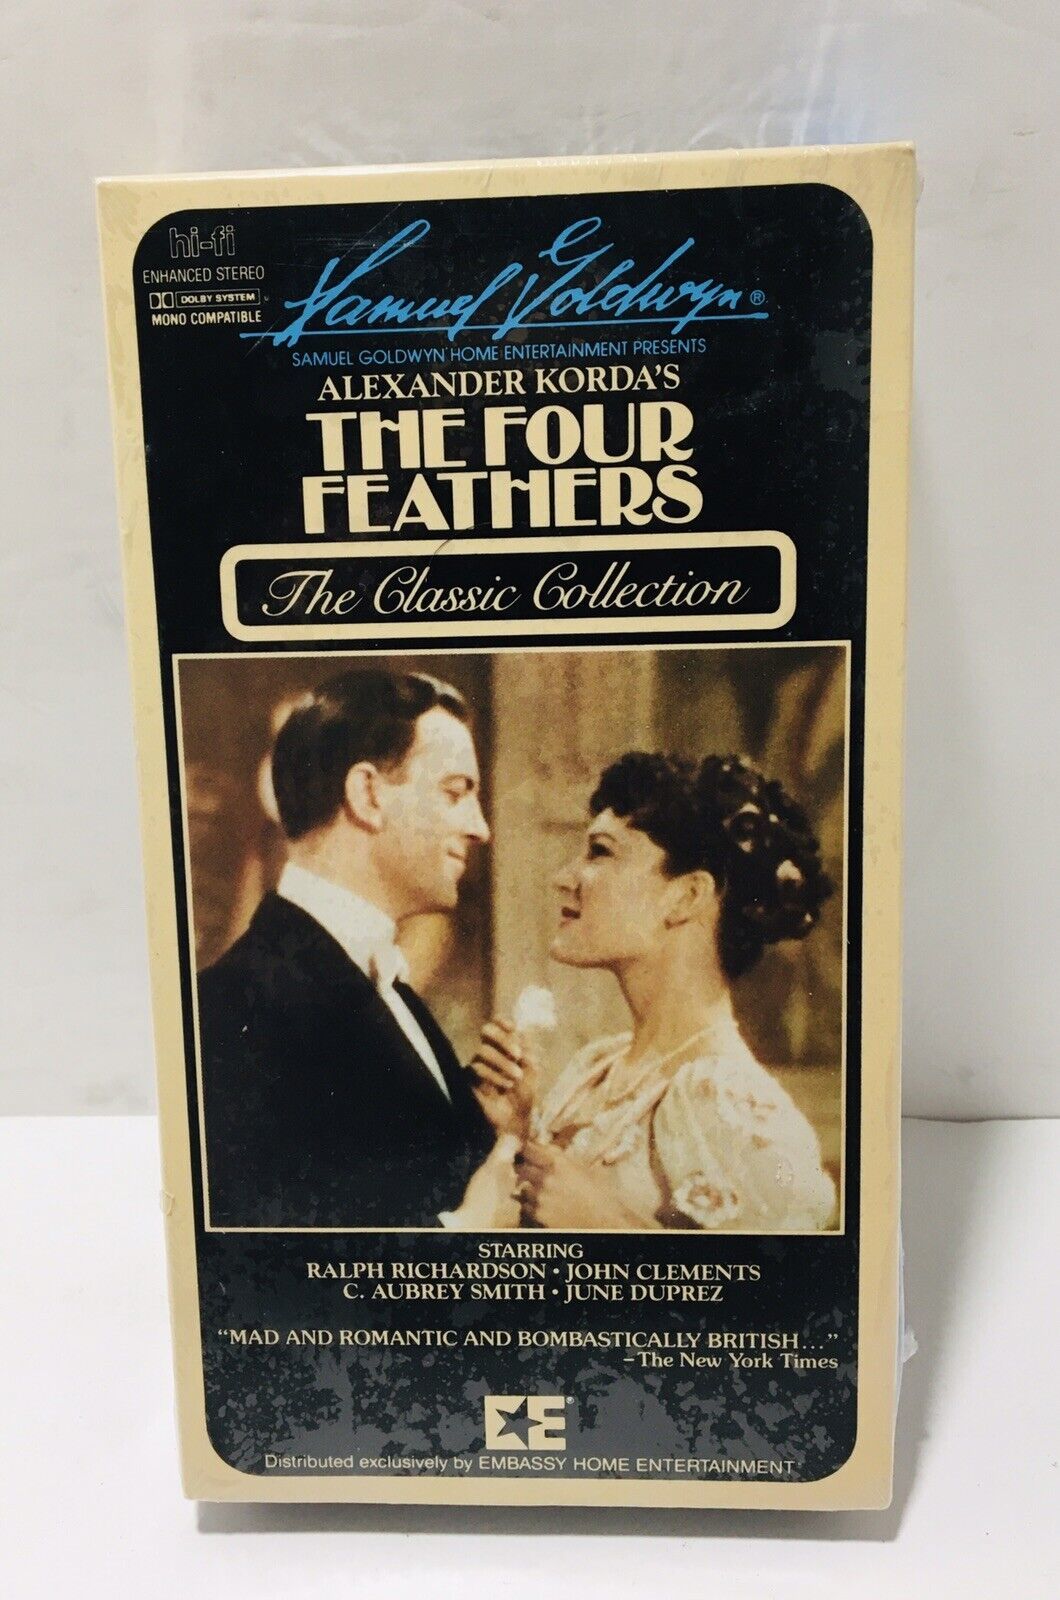 hi-fi
ENHANCED STEREO
DOLBY SYSTEM
MONO COMPATIBLE
Samuel Goldwyn ®
SAMUEL GOLDWYN HOME ENTERTAINMENT PRESENTS
ALEXANDER KORDA'S
THE FOUR
FEATHERS
The Classic Collection
STARRING
RALPH RICHARDSON • JOHN CLEMENTS
C. AUBREY SMITH • JUNE DUPREZ
“MAD AND ROMANTIC AND BOMBASTICALLY BRITISH...”
–The New York Times
EE®
Distributed exclusively by EMBASSY HOME ENTERTAINMENT